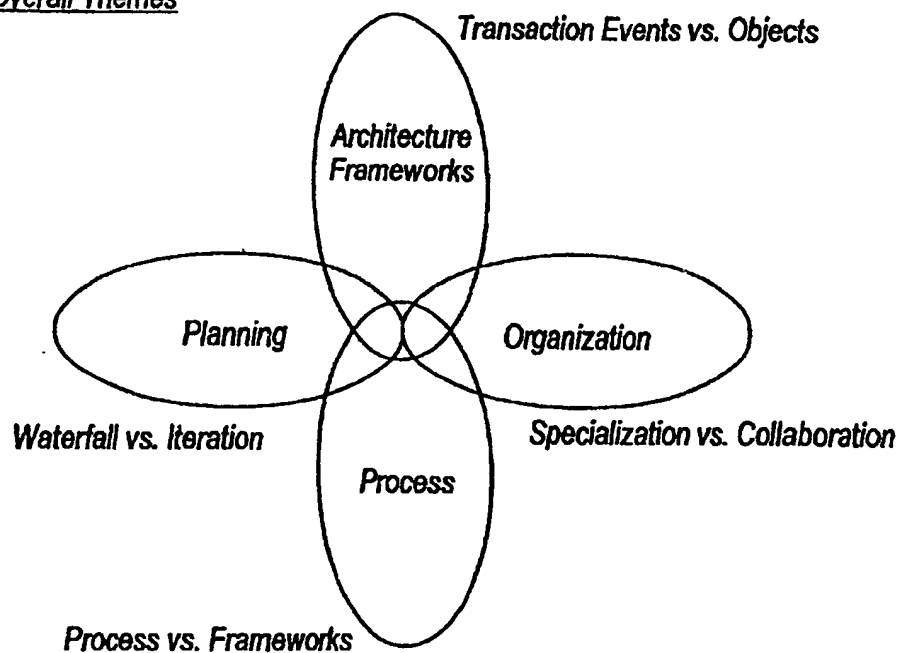 Overall Themes
Transaction Events vs. Objects
Architecture
Frameworks
Planning
Organization
Waterfall vs. Iteration
Specialization vs. Collaboration
Process
Process vs. Frameworks